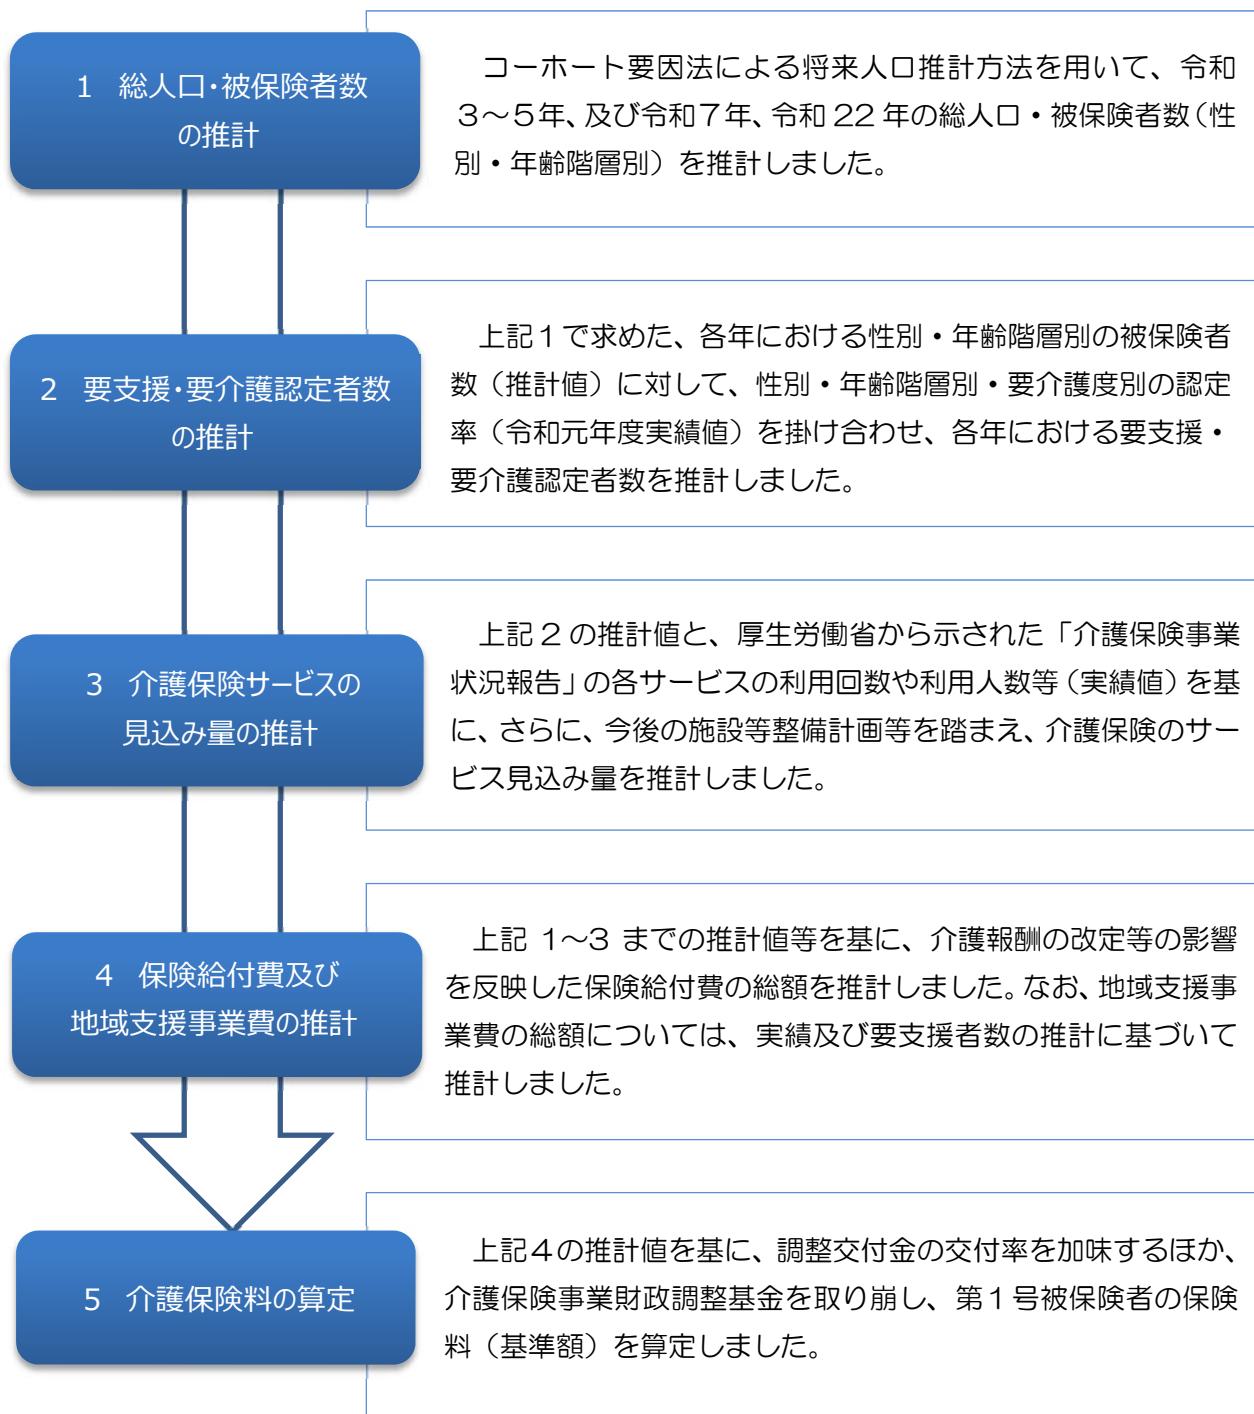 1 総人口・被保険者数
の推計
コーホート要因法による将来人口推計方法を用いて、令和
３～５年、及び令和７年、令和 22 年の総人口・被保険者数（性
別・年齢階層別）を推計しました。
2 要支援・要介護認定者数
の推計
上記１で求めた、各年における性別・年齢階層別の被保険者
数（推計値）に対して、性別・年齢階層別・要介護度別の認定
率（令和元年度実績値）を掛け合わせ、各年における要支援・
要介護認定者数を推計しました。
3 介護保険サービスの
見込み量の推計
上記 2 の推計値と、厚生労働省から示された「介護保険事業
状況報告」の各サービスの利用回数や利用人数等（実績値）を基
に、さらに、今後の施設等整備計画等を踏まえ、介護保険のサー
ビス見込み量を推計しました。
4 保険給付費及び
地域支援事業費の推計
上記 1～3 までの推計値等を基に、介護報酬の改定等の影響
を反映した保険給付費の総額を推計しました。なお、地域支援事
業費の総額については、実績及び要支援者数の推計に基づいて
推計しました。
5 介護保険料の算定
上記４の推計値を基に、調整交付金の交付率を加味するほか、
介護保険事業財政調整基金を取り崩し、第１号被保険者の保険
料（基準額）を算定しました。